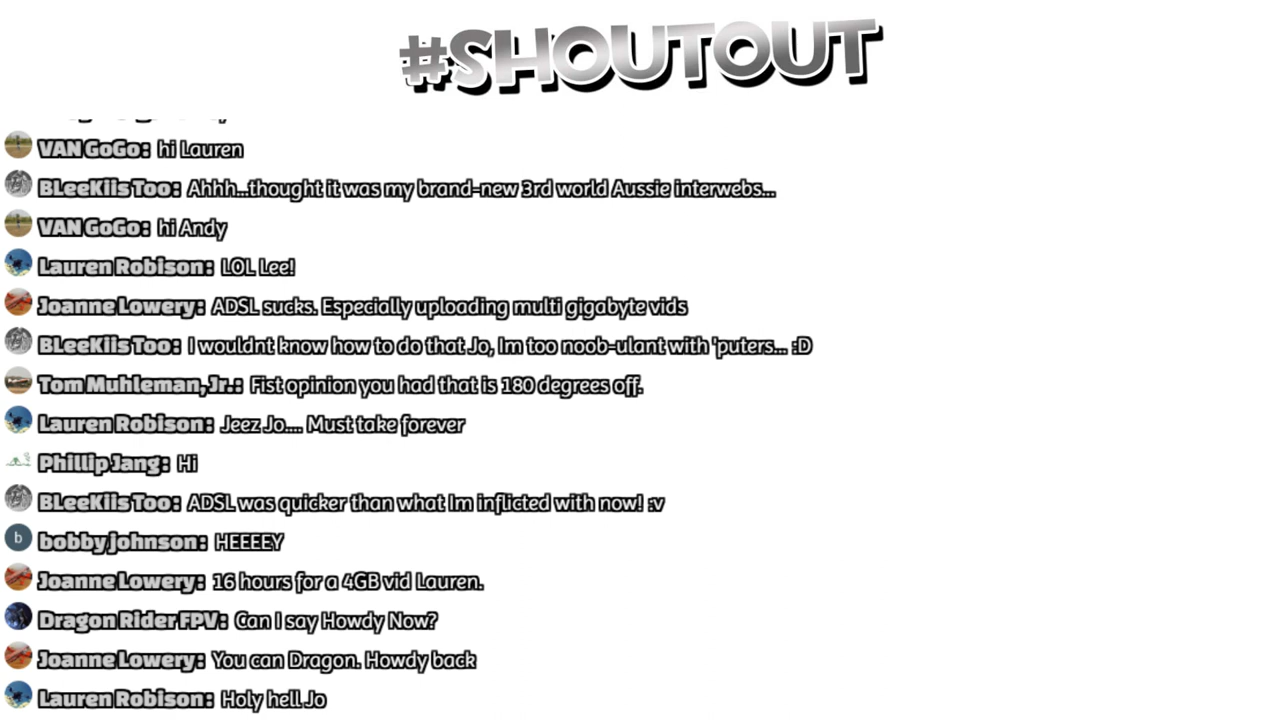 #SHOUTOUT
VAN GoGo: hi Lauren
BLeeKiis Too: Ahhh...thought it was my brand-new 3rd world Aussie interwebs...
VAN GoGo: hi Andy
Lauren Robison: LOL Lee!
Joanne Lowery: ADSL sucks. Especially uploading multi gigabyte vids
BLeeKiis Too: I wouldnt know how to do that Jo, Im too noob-ulant with 'puters... :D
Tom Muhleman, Jr.: Fist opinion you had that is 180 degrees off.
Lauren Robison: Jeez Jo.... Must take forever
Phillip Jang: Hi
BLeeKiis Too: ADSL was quicker than what Im inflicted with now! :v
b bobby johnson: HEEEEY
Joanne Lowery: 16 hours for a 4GB vid Lauren.
Dragon Rider FPV: Can I say Howdy Now?
Joanne Lowery: You can Dragon. Howdy back
Lauren Robison: Holy hell Jo